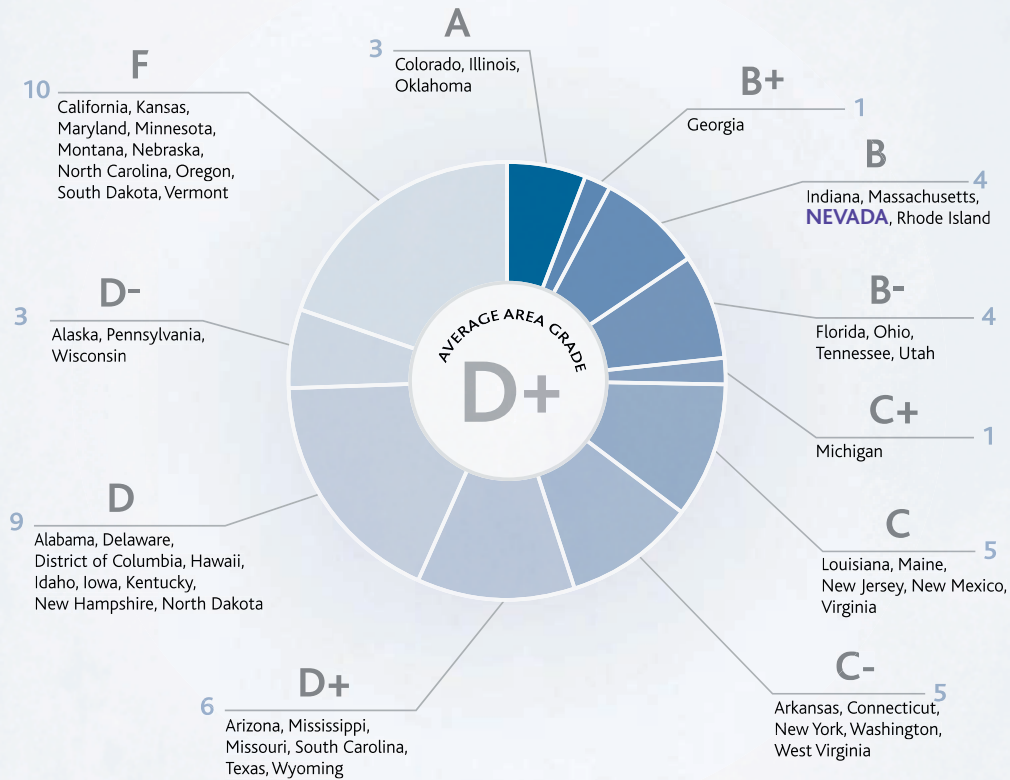 A
3
Colorado, Illinois,
Oklahoma
B+
1
Georgia
B
4
Indiana, Massachusetts,
NEVADA, Rhode Island
B-
4
Florida, Ohio,
Tennessee, Utah
C+
1
Michigan
C
5
Louisiana, Maine,
New Jersey, New Mexico,
Virginia
C-
5
Arkansas, Connecticut,
New York, Washington,
West Virginia
D+
6
Arizona, Mississippi,
Missouri, South Carolina,
Texas, Wyoming
D
9
Alabama, Delaware,
District of Columbia, Hawaii,
Idaho, Iowa, Kentucky,
New Hampshire, North Dakota
D-
3
Alaska, Pennsylvania,
Wisconsin
F
10
California, Kansas,
Maryland, Minnesota,
Montana, Nebraska,
North Carolina, Oregon,
South Dakota, Vermont
AVERAGE AREA GRADE
D+